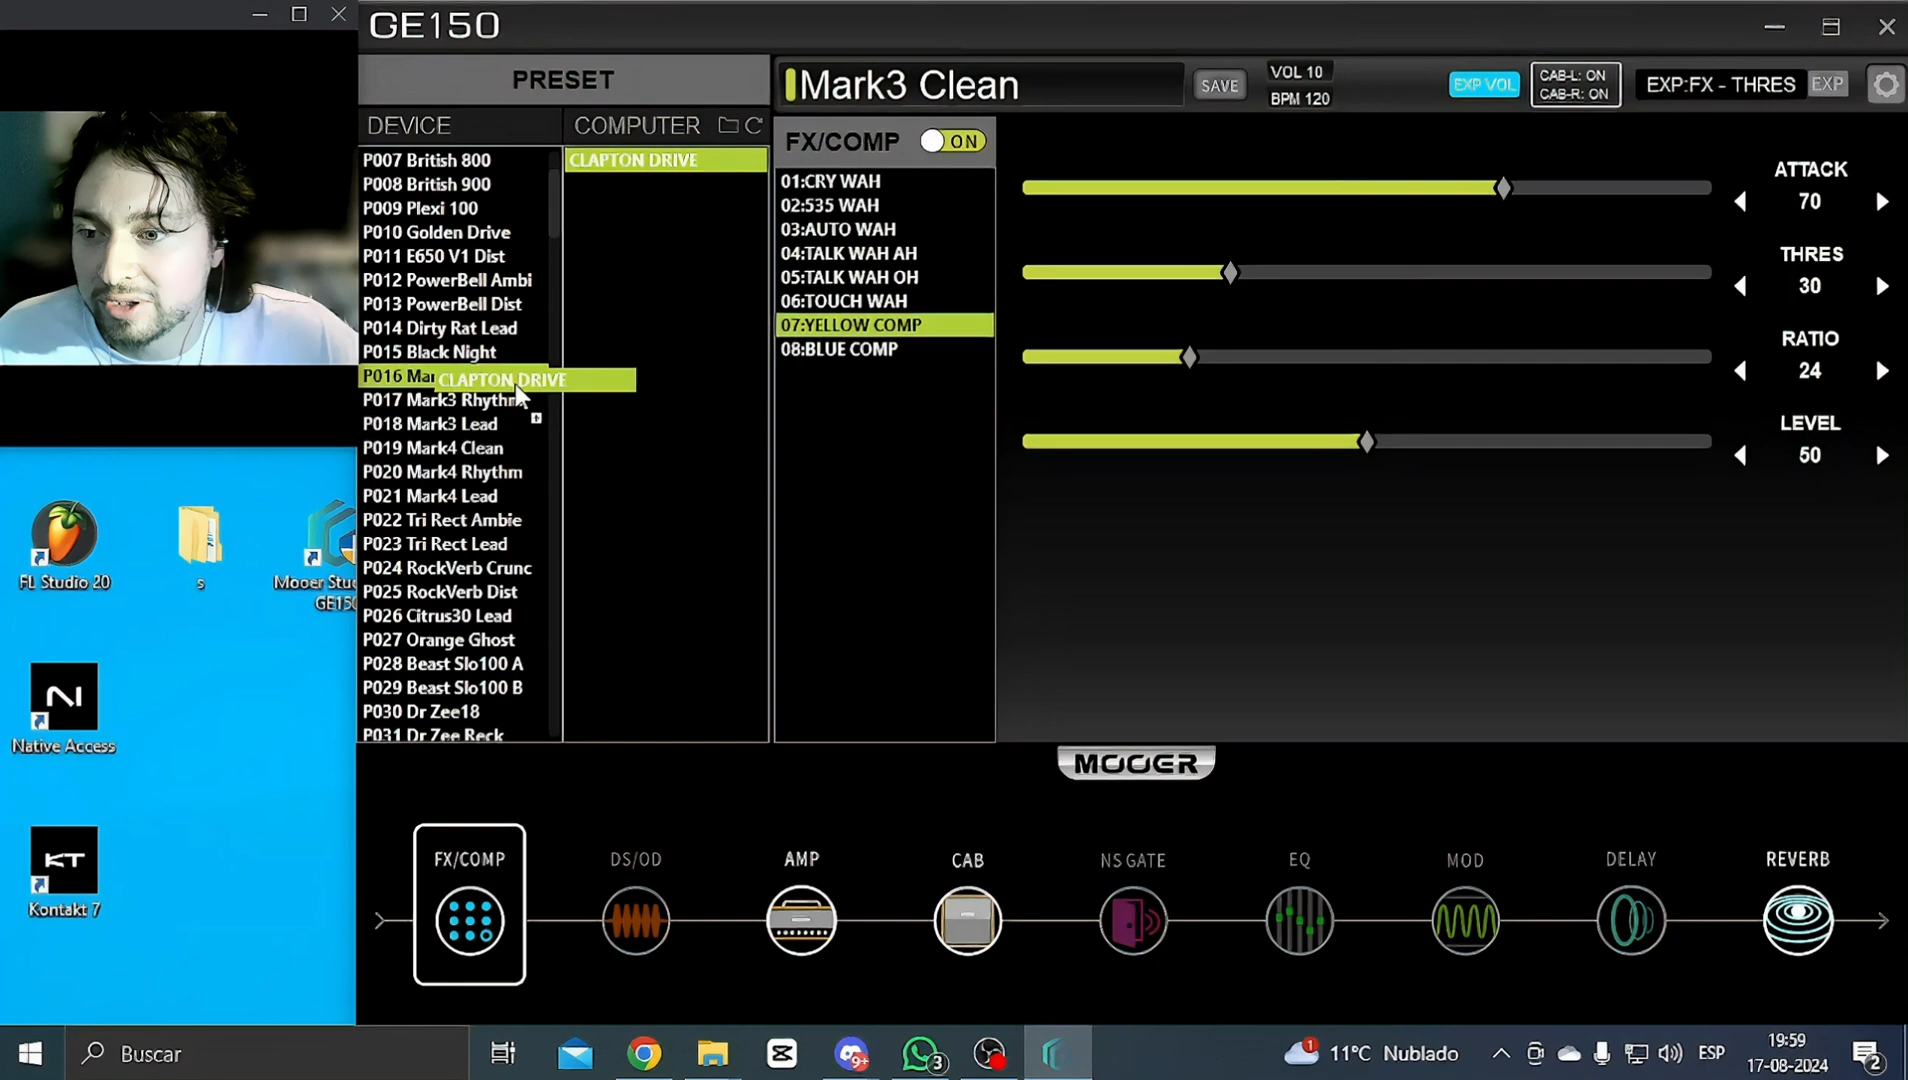 GE150
PRESET
Mark3 Clean
SAVE
VOL 10
BPM 120
EXP VOL
CAB-L: ON
CAB-R: ON
EXP:FX - THRES
EXP
DEVICE
COMPUTER
P007 British 800
P008 British 900
P009 Plexi 100
P010 Golden Drive
P011 E650 V1 Dist
P012 PowerBell Ambi
P013 PowerBell Dist
P014 Dirty Rat Lead
P015 Black Night
P016 Mar
P017 Mark3 Rhythm
P018 Mark3 Lead
P019 Mark4 Clean
P020 Mark4 Rhythm
P021 Mark4 Lead
P022 Tri Rect Ambie
P023 Tri Rect Lead
P024 RockVerb Crunc
P025 RockVerb Dist
P026 Citrus30 Lead
P027 Orange Ghost
P028 Beast Slo100 A
P029 Beast Slo100 B
P030 Dr Zee18
P031 Dr Zee Reck
CLAPTON DRIVE
CLAPTON DRIVE
FX/COMP
ON
01:CRY WAH
02:535 WAH
03:AUTO WAH
04:TALK WAH AH
05:TALK WAH OH
06:TOUCH WAH
07:YELLOW COMP
08:BLUE COMP
ATTACK
70
THRES
30
RATIO
24
LEVEL
50
FL Studio 20
s
Mooer Stu
GE150
Native Access
KT
Kontakt 7
MOOER
FX/COMP
DS/OD
AMP
CAB
NS GATE
EQ
MOD
DELAY
REVERB
Buscar
9+
3
1
11°C Nublado
ESP
19:59
17-08-2024
2